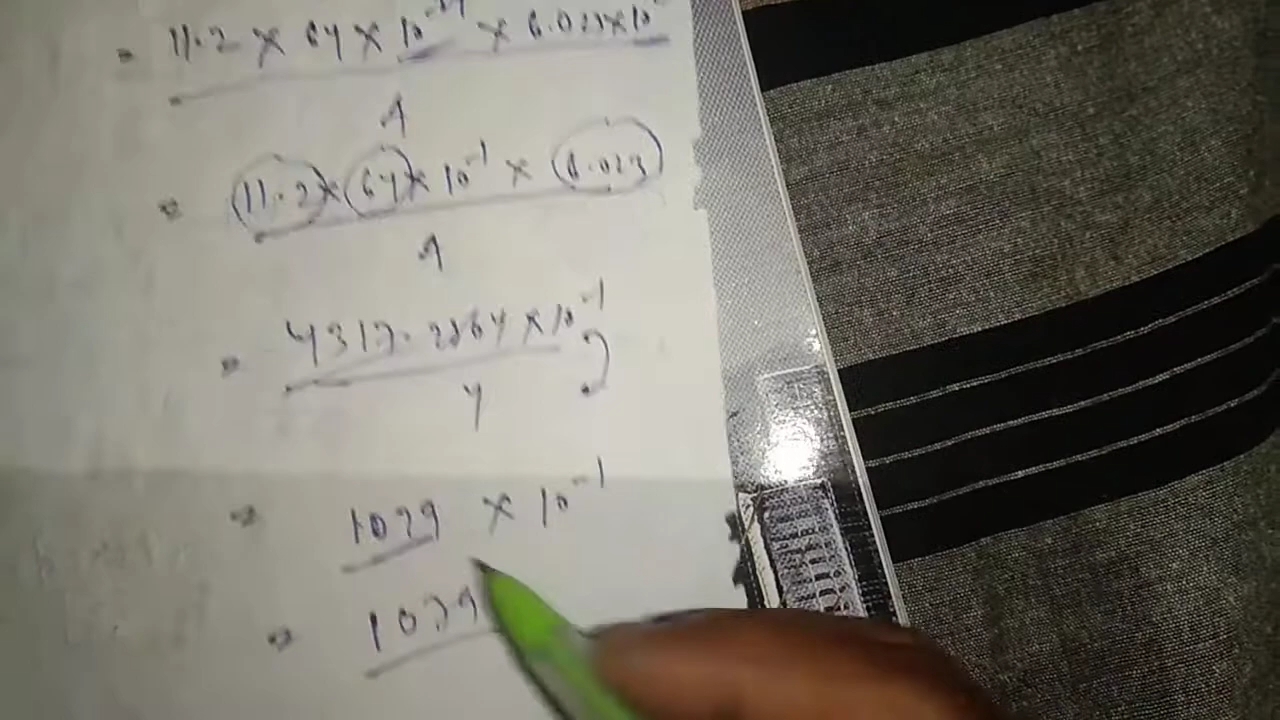 = 11.2 × 64 × 10⁻²⁴ × 6.023 × 10
4
= 11.2 × 64 × 10⁻¹ × 6.023
4
= 4317.2864 × 10⁻¹
4
= 1079 × 10⁻¹
= 1079